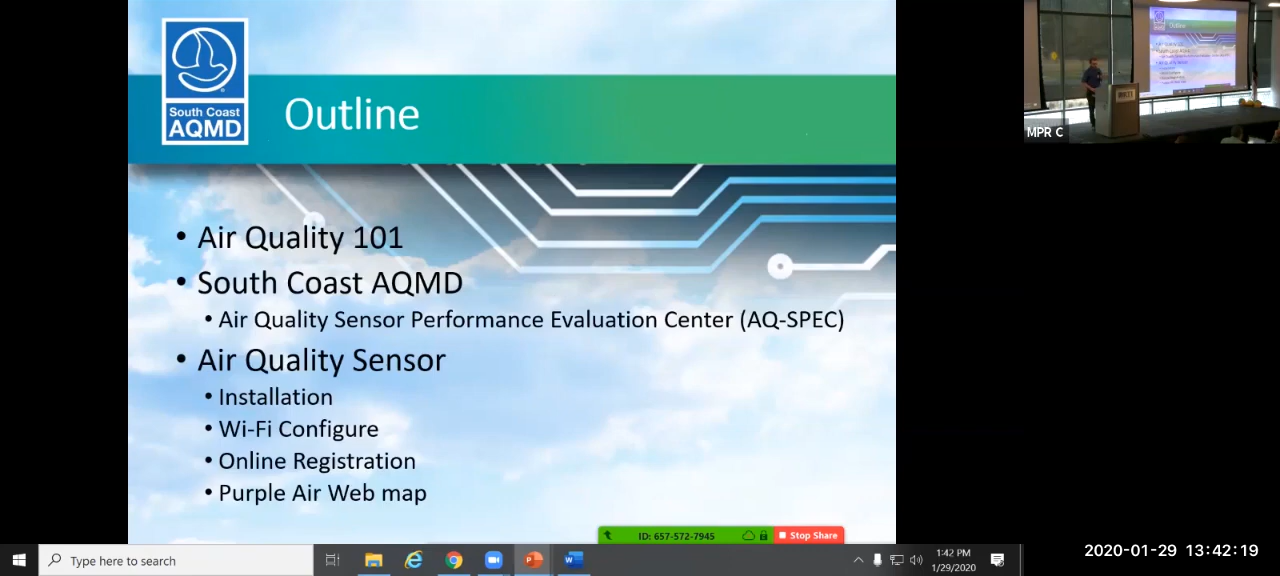 South Coast
AQMD
Outline
• Air Quality 101
• South Coast AQMD
• Air Quality Sensor Performance Evaluation Center (AQ-SPEC)
• Air Quality Sensor
• Installation
• Wi-Fi Configure
• Online Registration
• Purple Air Web map
MPR C
ID: 657-572-7945
Stop Share
Type here to search
1:42 PM
1/29/2020
2020-01-29 13:42:19